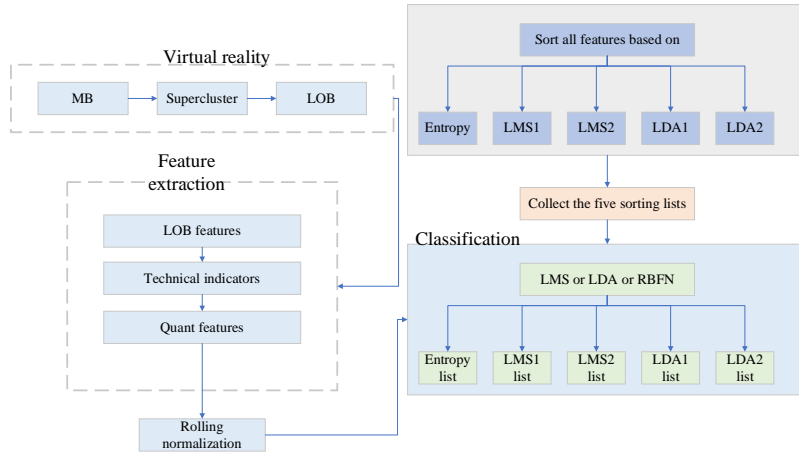 Virtual reality
MB
Supercluster
LOB
Feature
extraction
LOB features
Technical indicators
Quant features
Rolling
normalization
Sort all features based on
Entropy
LMS1
LMS2
LDA1
LDA2
Collect the five sorting lists
Classification
LMS or LDA or RBFN
Entropy
list
LMS1
list
LMS2
list
LDA1
list
LDA2
list